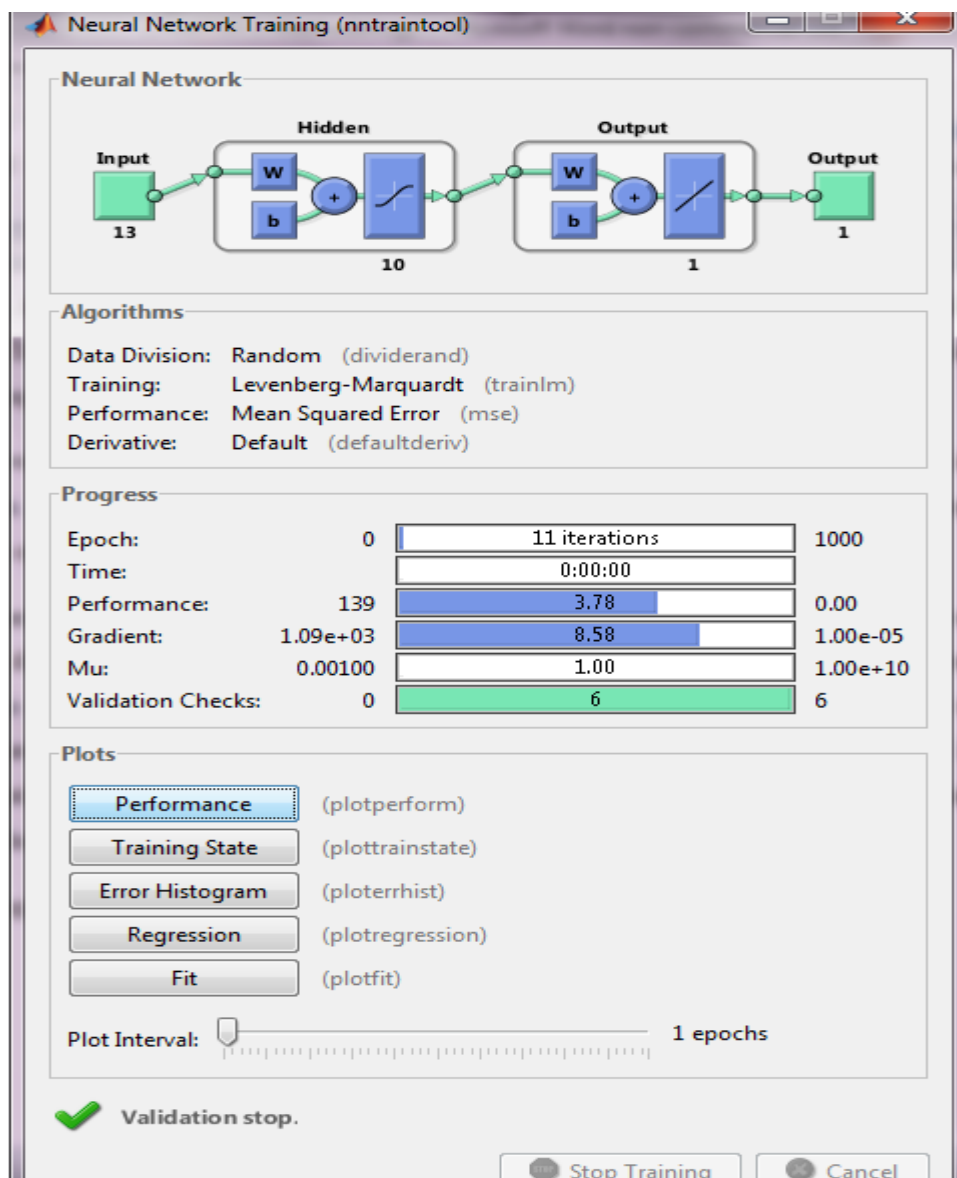 Neural Network Training (nntraintool)
Neural Network
Hidden Output
Input W + W + Output
b b
13 10 1 1
Algorithms
Data Division: Random (dividerand)
Training: Levenberg-Marquardt (trainlm)
Performance: Mean Squared Error (mse)
Derivative: Default (defaultderiv)
Progress
Epoch: 0 11 iterations 1000
Time: 0:00:00
Performance: 139 3.78 0.00
Gradient: 1.09e+03 8.58 1.00e-05
Mu: 0.00100 1.00 1.00e+10
Validation Checks: 0 6 6
Plots
Performance (plotperform)
Training State (plottrainstate)
Error Histogram (ploterrhist)
Regression (plotregression)
Fit (plotfit)
Plot Interval: 1 epochs
Validation stop.
STOP Stop Training Cancel